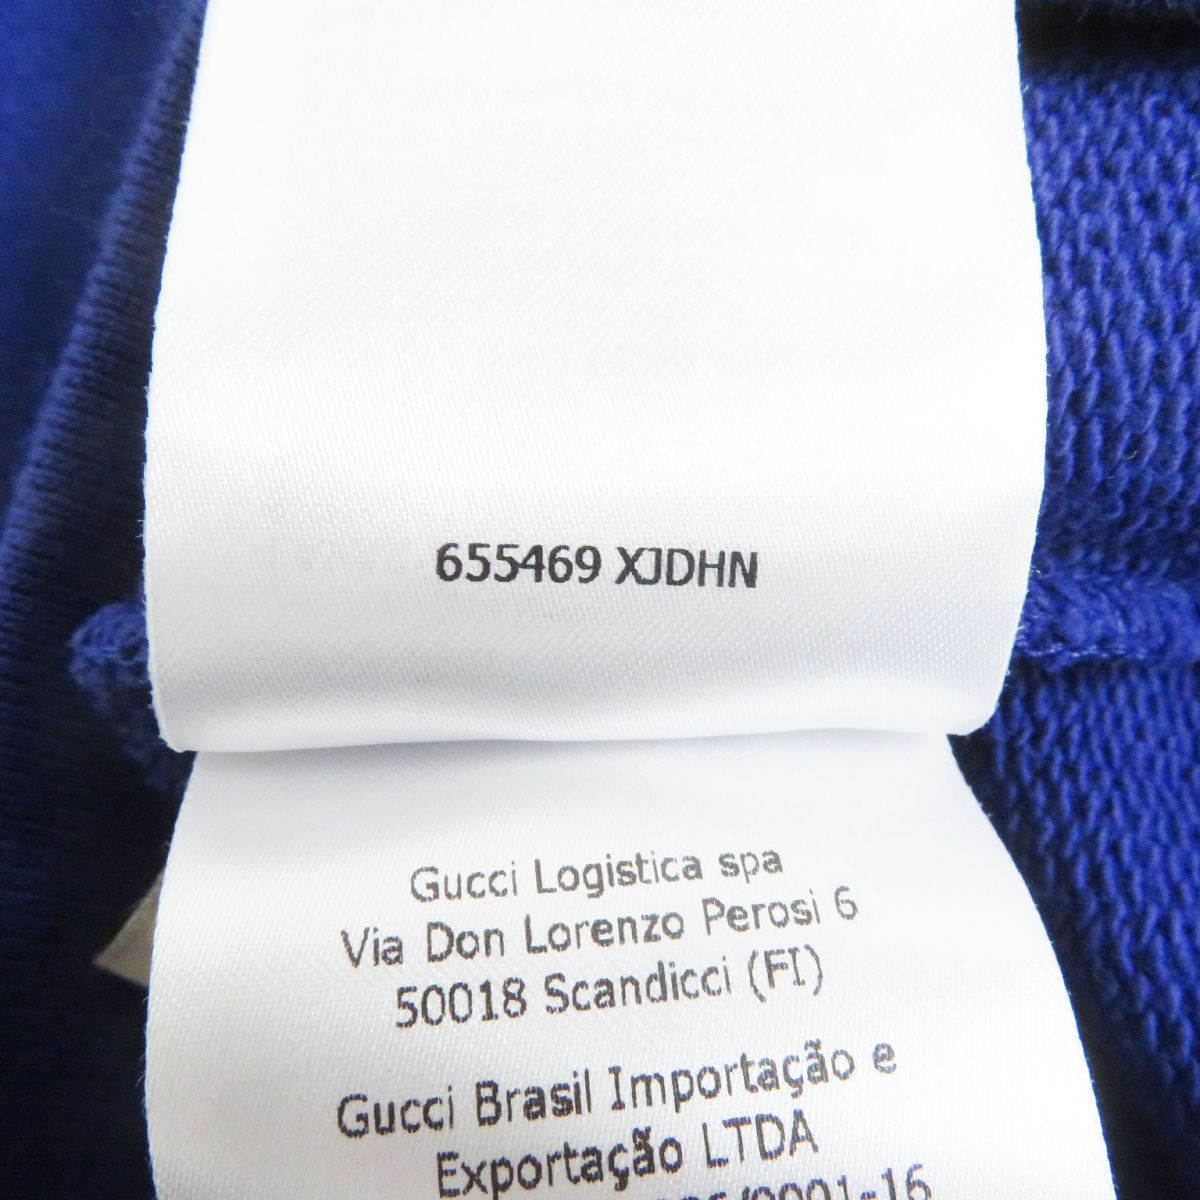 655469 XJDHN
Gucci Logistica spa
Via Don Lorenzo Perosi 6
50018 Scandicci (FI)
Gucci Brasil Importação e
Exportação LTDA